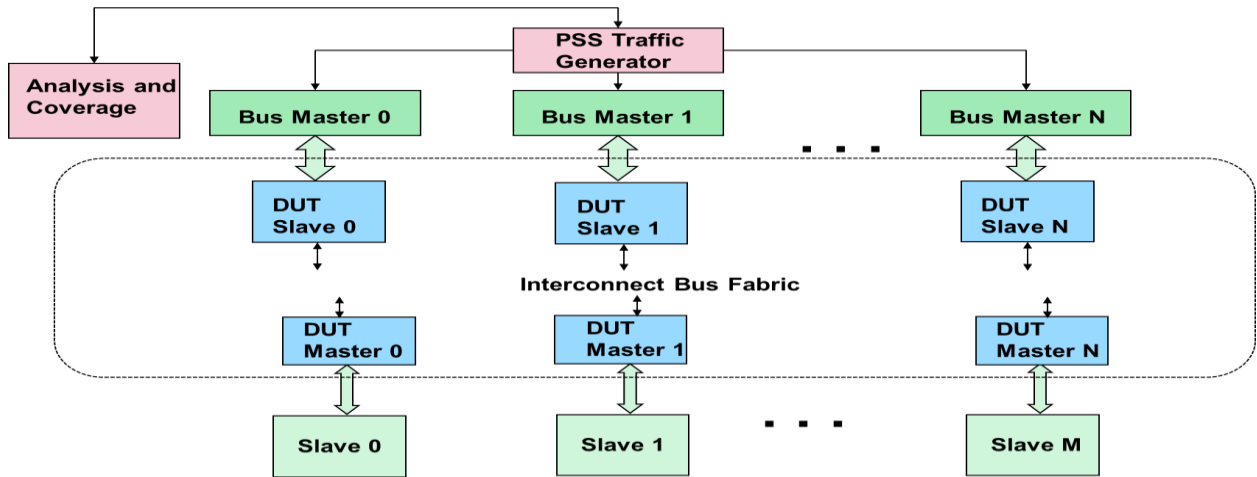 PSS Traffic
Generator
Analysis and
Coverage
Bus Master 0
Bus Master 1
Bus Master N
DUT
Slave 0
DUT
Slave 1
DUT
Slave N
Interconnect Bus Fabric
DUT
Master 0
DUT
Master 1
DUT
Master N
Slave 0
Slave 1
Slave M